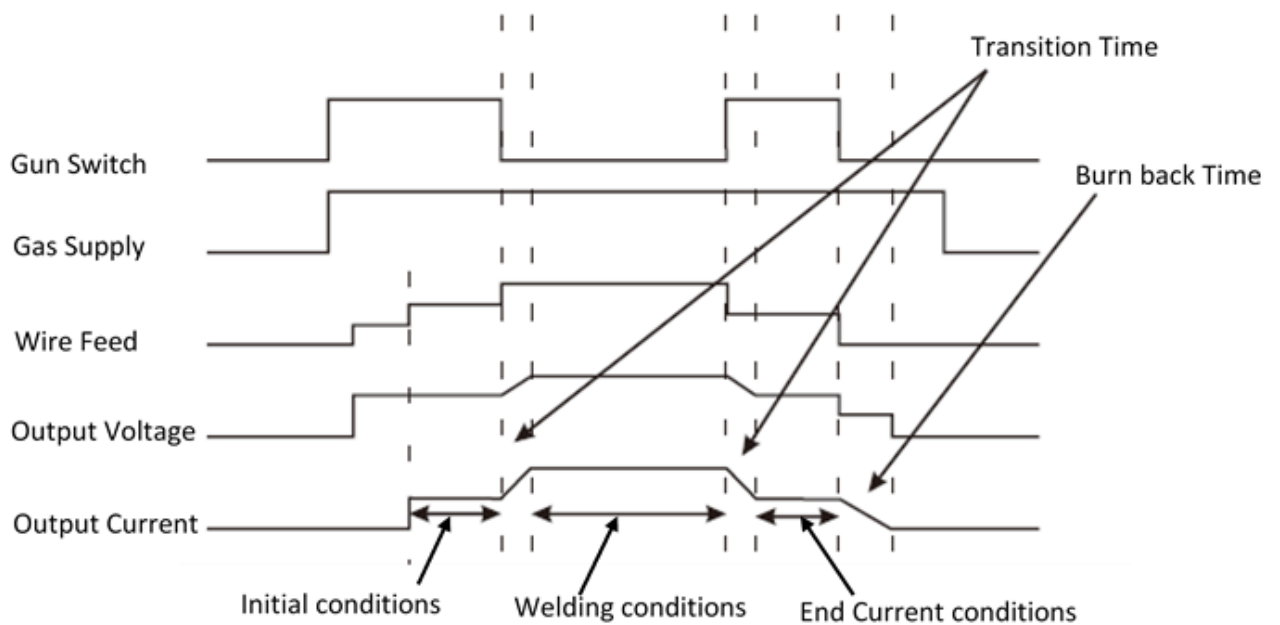 Transition Time
Gun Switch
Burn back Time
Gas Supply
Wire Feed
Output Voltage
Output Current
Initial conditions
Welding conditions
End Current conditions